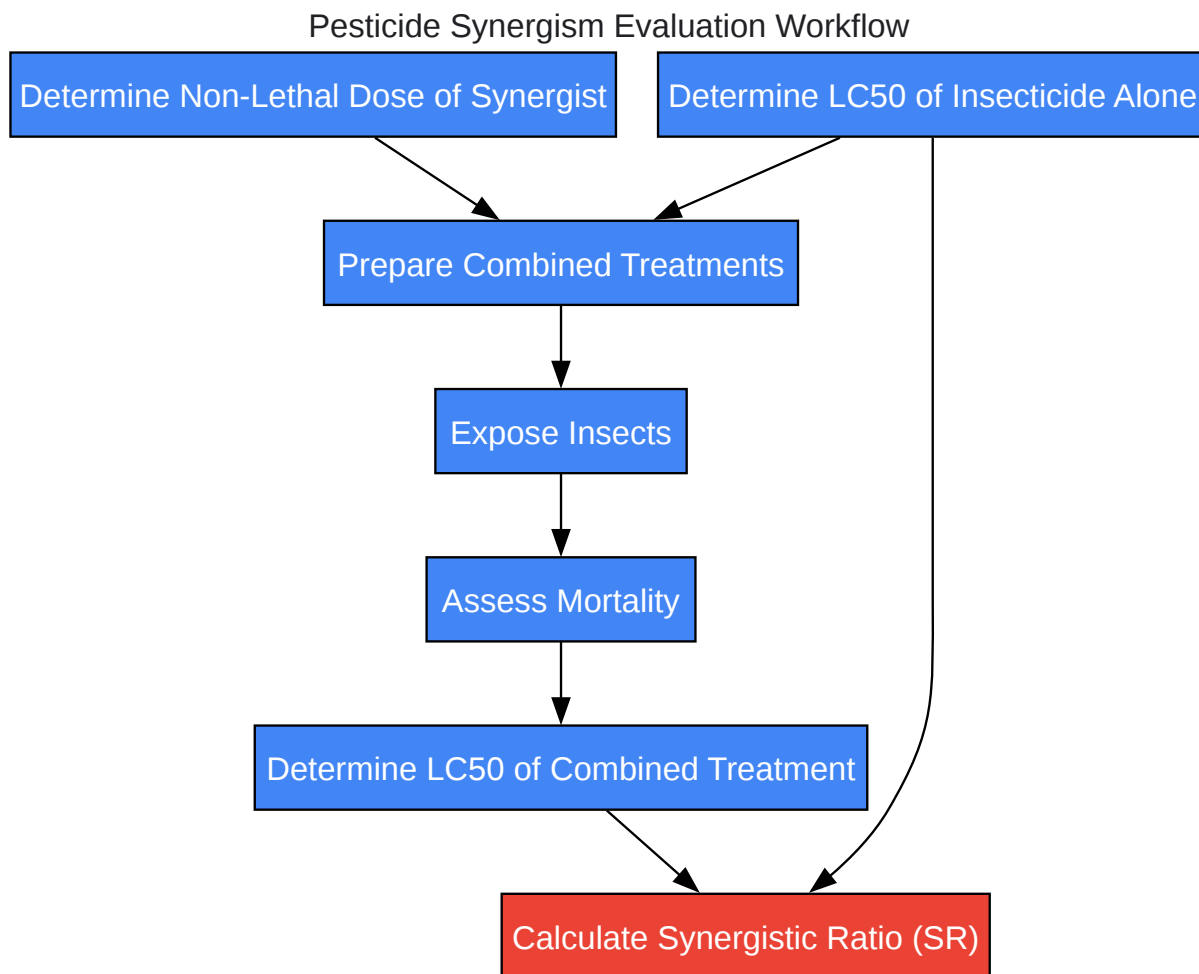 Pesticide Synergism Evaluation Workflow
Determine Non-Lethal Dose of Synergist
Determine LC50 of Insecticide Alone
Prepare Combined Treatments
Expose Insects
Assess Mortality
Determine LC50 of Combined Treatment
Calculate Synergistic Ratio (SR)